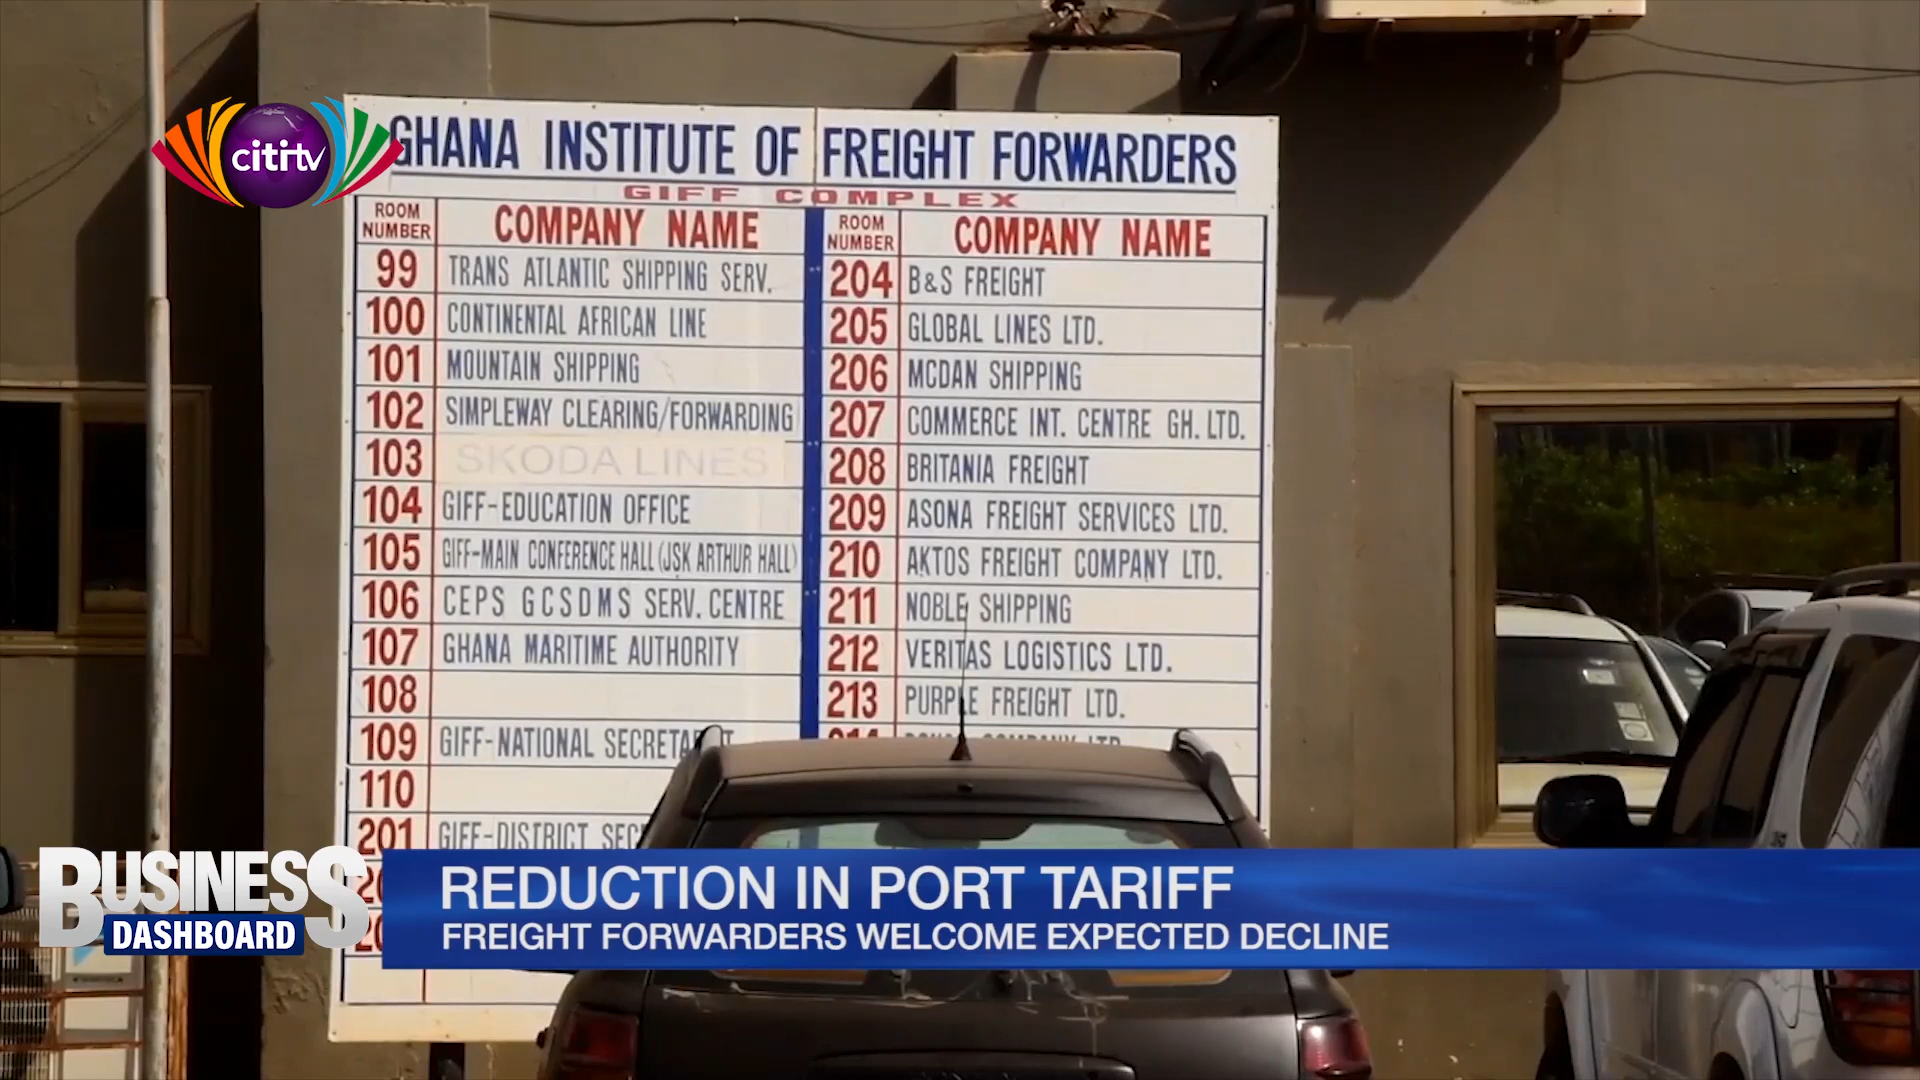 citi tv
GHANA INSTITUTE OF FREIGHT FORWARDERS
GIFF COMPLEX
ROOM NUMBER COMPANY NAME
99 TRANS ATLANTIC SHIPPING SERV.
100 CONTINENTAL AFRICAN LINE
101 MOUNTAIN SHIPPING
102 SIMPLEWAY CLEARING/FORWARDING
103 SKODA LINES
104 GIFF-EDUCATION OFFICE
105 GIFF-MAIN CONFERENCE HALL (JSK ARTHUR HALL)
106 CEPS GCSDMS SERV. CENTRE
107 GHANA MARITIME AUTHORITY
108
109 GIFF-NATIONAL
110
201 GIFF-DISTRICT
ROOM NUMBER COMPANY NAME
204 B&S FREIGHT
205 GLOBAL LINES LTD.
206 MCDAN SHIPPING
207 COMMERCE INT. CENTRE GH. LTD.
208 BRITANIA FREIGHT
209 ASONA FREIGHT SERVICES LTD.
210 AKTOS FREIGHT COMPANY LTD.
211 NOBLE SHIPPING
212 VERITAS LOGISTICS LTD.
213 PURPLE FREIGHT LTD.
COMPANY LTD
BUSINESS
DASHBOARD
REDUCTION IN PORT TARIFF
FREIGHT FORWARDERS WELCOME EXPECTED DECLINE